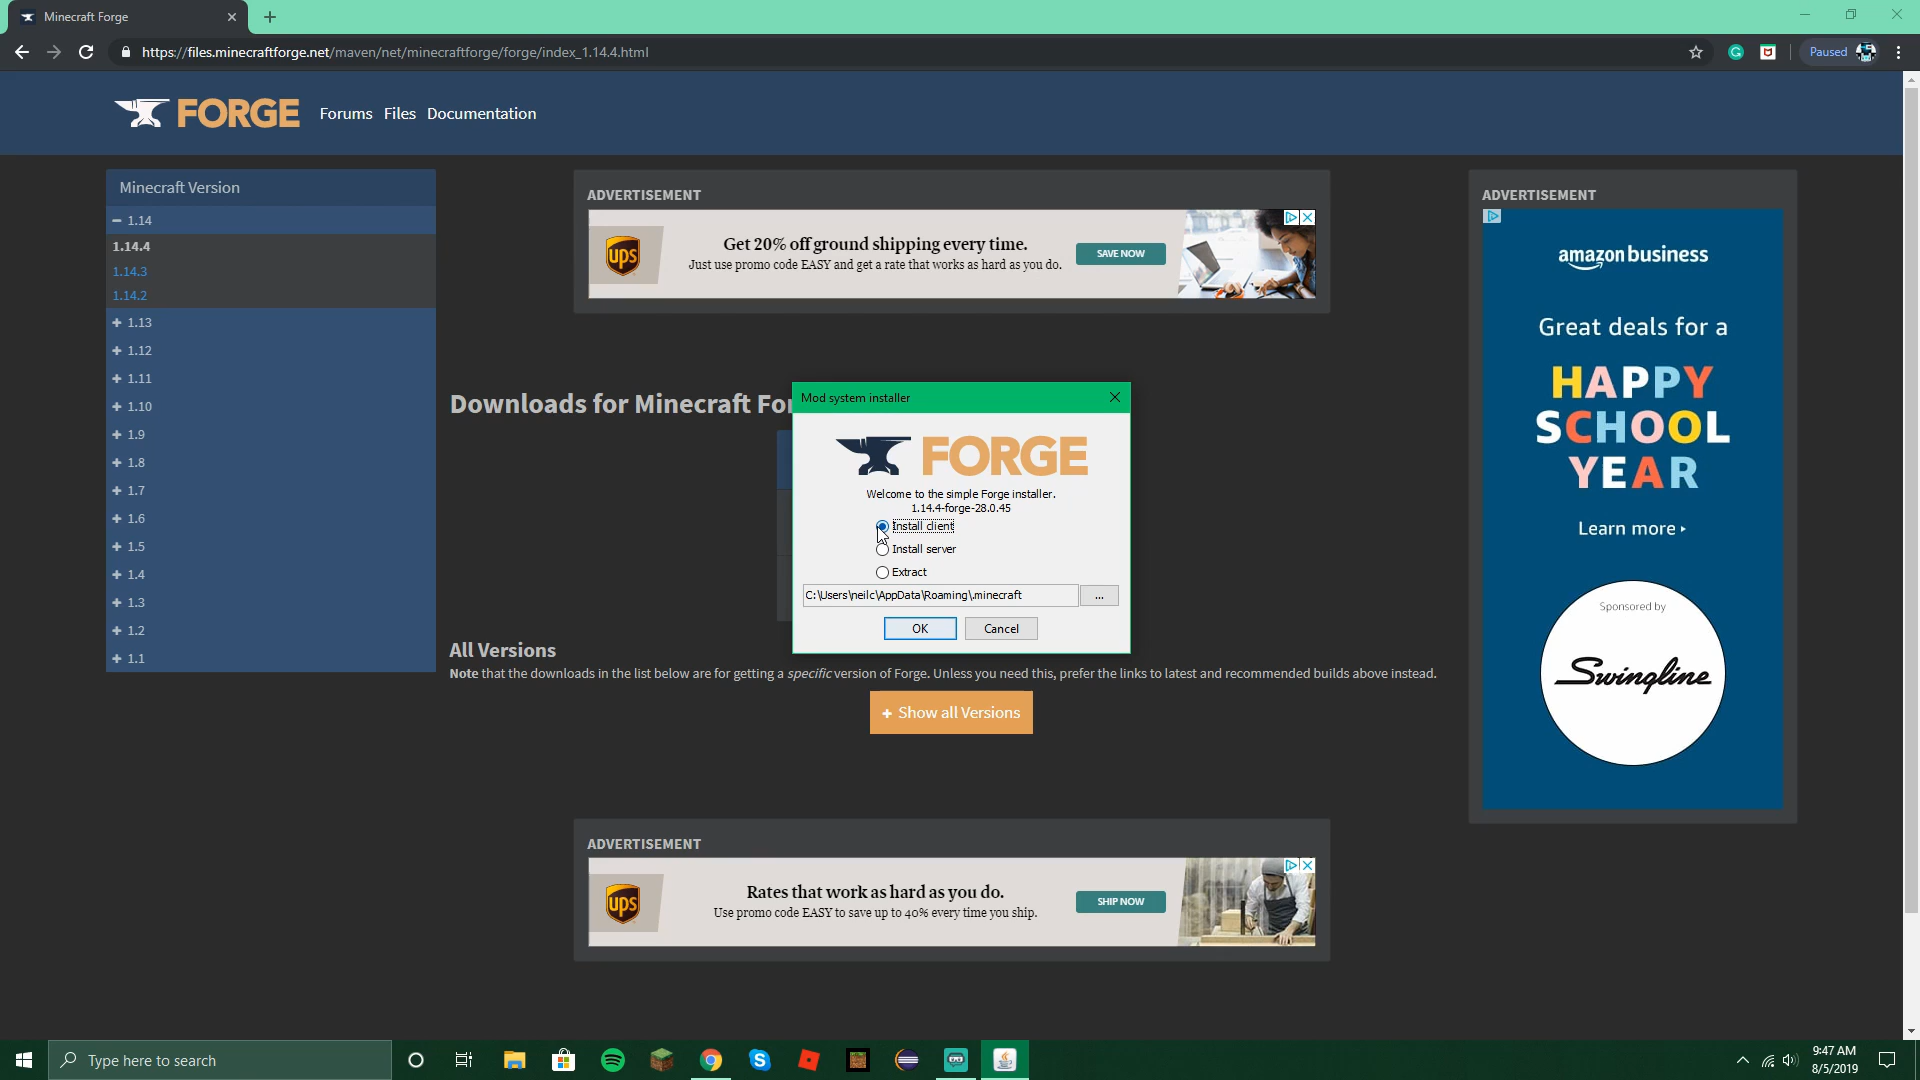 Minecraft Forge
https://files.minecraftforge.net/maven/net/minecraftforge/forge/index_1.14.4.html
Paused
FORGE
Forums Files Documentation
Minecraft Version
1.14
1.14.4
1.14.3
1.14.2
+ 1.13
+ 1.12
+ 1.11
+ 1.10
+ 1.9
+ 1.8
+ 1.7
+ 1.6
+ 1.5
+ 1.4
+ 1.3
+ 1.2
+ 1.1
ADVERTISEMENT
ups
Get 20% off ground shipping every time.
Just use promo code EASY and get a rate that works as hard as you do.
SAVE NOW
Downloads for Minecraft For
Mod system installer
FORGE
Welcome to the simple Forge installer.
1.14.4-forge-28.0.45
Install client
Install server
Extract
C:\Users\neilc\AppData\Roaming\.minecraft
...
OK Cancel
All Versions
Note that the downloads in the list below are for getting a specific version of Forge. Unless you need this, prefer the links to latest and recommended builds above instead.
+ Show all Versions
ADVERTISEMENT
ups
Rates that work as hard as you do.
Use promo code EASY to save up to 40% every time you ship.
SHIP NOW
ADVERTISEMENT
amazon business
Great deals for a
HAPPY
SCHOOL
YEAR
Learn more
Sponsored by
Swingline
Type here to search
9:47 AM
8/5/2019